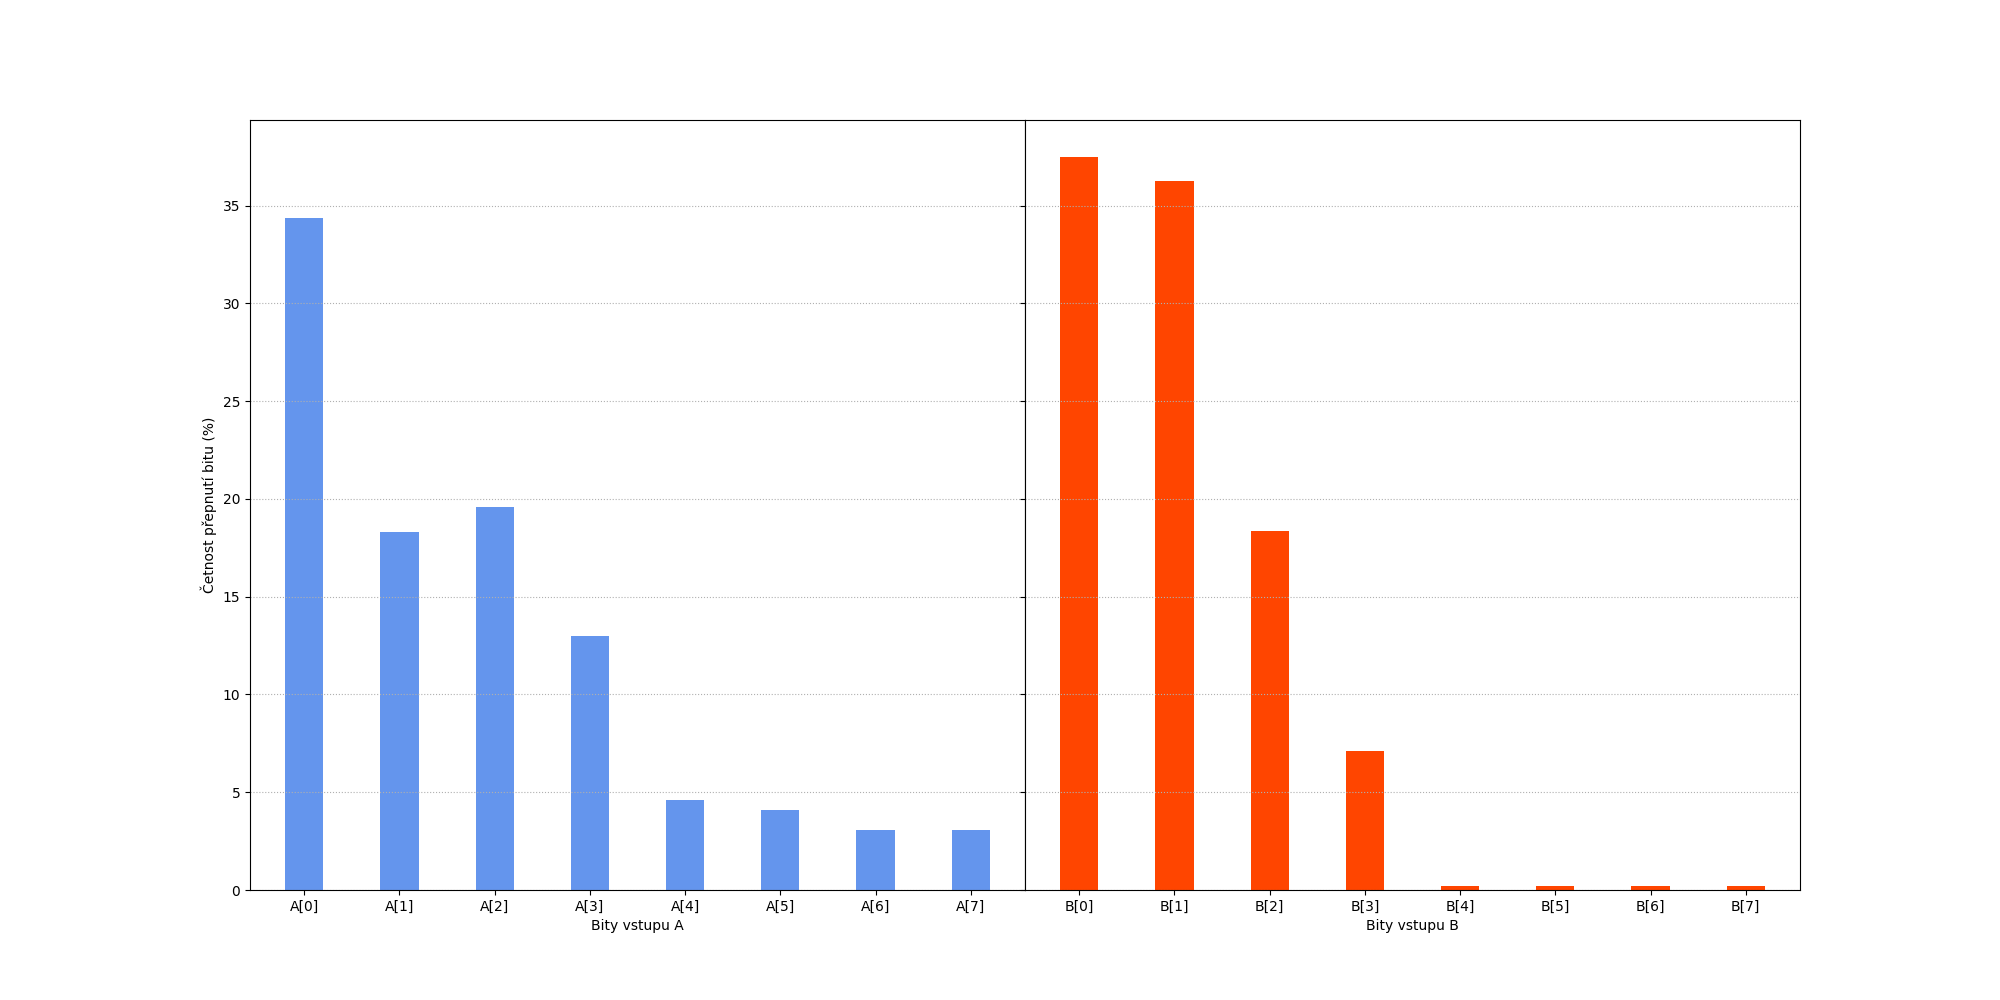 Četnost přepnutí bitu (%)
35
30
25
20
15
10
5
0
A[0] A[1] A[2] A[3] A[4] A[5] A[6] A[7]
Bity vstupu A
B[0] B[1] B[2] B[3] B[4] B[5] B[6] B[7]
Bity vstupu B